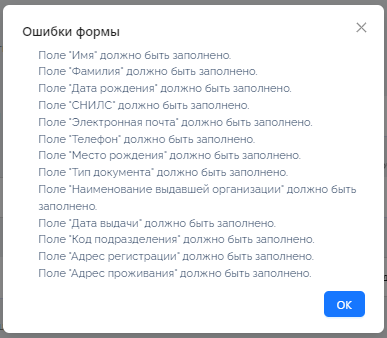 Ошибки формы
Поле "Имя" должно быть заполнено.
Поле "Фамилия" должно быть заполнено.
Поле "Дата рождения" должно быть заполнено.
Поле "СНИЛС" должно быть заполнено.
Поле "Электронная почта" должно быть заполнено.
Поле "Телефон" должно быть заполнено.
Поле "Место рождения" должно быть заполнено.
Поле "Тип документа" должно быть заполнено.
Поле "Наименование выдавшей организации" должно быть
заполнено.
Поле "Дата выдачи" должно быть заполнено.
Поле "Код подразделения" должно быть заполнено.
Поле "Адрес регистрации" должно быть заполнено.
Поле "Адрес проживания" должно быть заполнено.
ОК